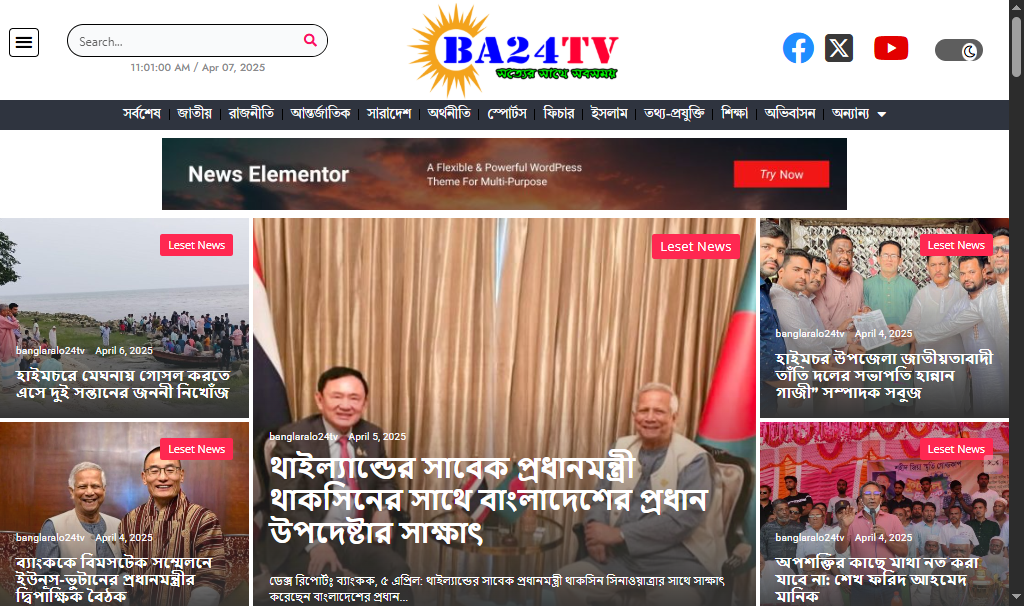 Search...
11:01:00 AM / Apr 07, 2025
BA24TV
সত্যের সাথে সবসময়
সর্বশেষ
জাতীয়
রাজনীতি
আন্তর্জাতিক
সারাদেশ
অর্থনীতি
স্পোর্টস
ফিচার
ইসলাম
তথ্য-প্রযুক্তি
শিক্ষা
অভিবাসন
অন্যান্য
News Elementor
A Flexible & Powerful WordPress
Theme For Multi-Purpose
Try Now
Leset News
banglaralo24tv April 6, 2025
হাইমচরে মেঘনায় গোসল করতে
এসে দুই সন্তানের জননী নিখোঁজ
Leset News
banglaralo24tv April 4, 2025
ব্যাংককে বিমসটেক সম্মেলনে
ইউনূস-ভুটানের প্রধানমন্ত্রীর
দ্বিপাক্ষিক বৈঠক
Leset News
banglaralo24tv April 5, 2025
থাইল্যান্ডের সাবেক প্রধানমন্ত্রী
থাকসিনের সাথে বাংলাদেশের প্রধান
উপদেষ্টার সাক্ষাৎ
ডেক্স রিপোর্টঃ ব্যাংকক, ৫ এপ্রিল: থাইল্যান্ডের সাবেক প্রধানমন্ত্রী থাকসিন সিনাওয়াত্রার সাথে সাক্ষাৎ
করেছেন বাংলাদেশের প্রধান...
Leset News
banglaralo24tv April 4, 2025
হাইমচর উপজেলা জাতীয়তাবাদী
তাঁতি দলের সভাপতি হান্নান
গাজী" সম্পাদক সবুজ
Leset News
banglaralo24tv April 4, 2025
অপশক্তির কাছে মাথা নত করা
যাবে না: শেখ ফরিদ আহমেদ
মানিক